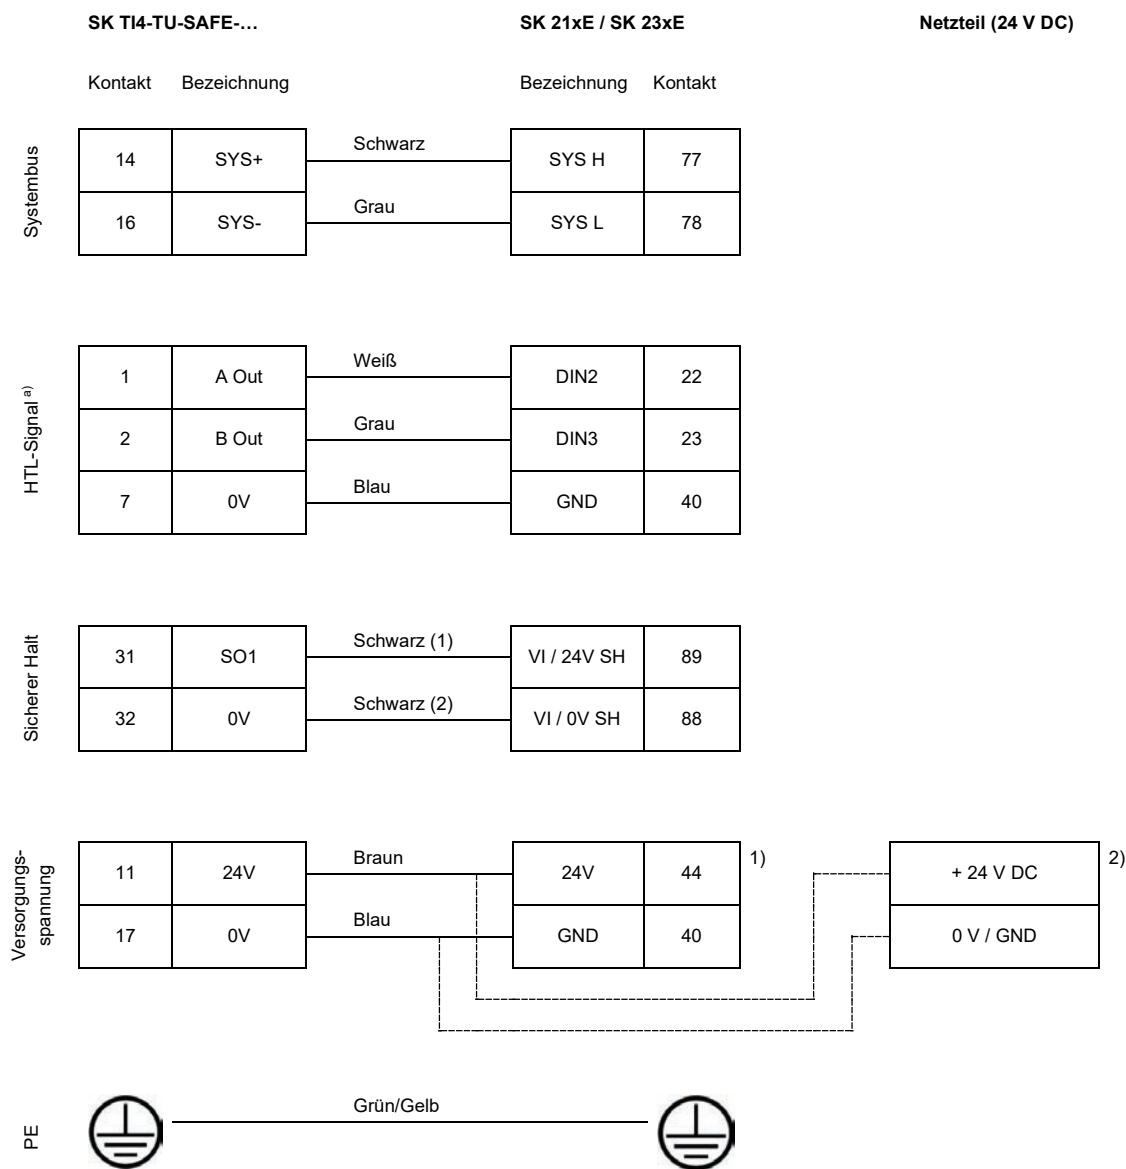 SK TI4-TU-SAFE-… SK 21xE / SK 23xE Netzteil (24 V DC)
Kontakt Bezeichnung Bezeichnung Kontakt
Systembus
14 SYS+ Schwarz SYS H 77
16 SYS- Grau SYS L 78
HTL-Signal a)
1 A Out Weiß DIN2 22
2 B Out Grau DIN3 23
7 0V Blau GND 40
Sicherer Halt
31 SO1 Schwarz (1) VI / 24V SH 89
32 0V Schwarz (2) VI / 0V SH 88
Versorgungs-
spannung
11 24V Braun 24V 44 1) + 24 V DC 2)
17 0V Blau GND 40 0 V / GND
PE
Grün/Gelb